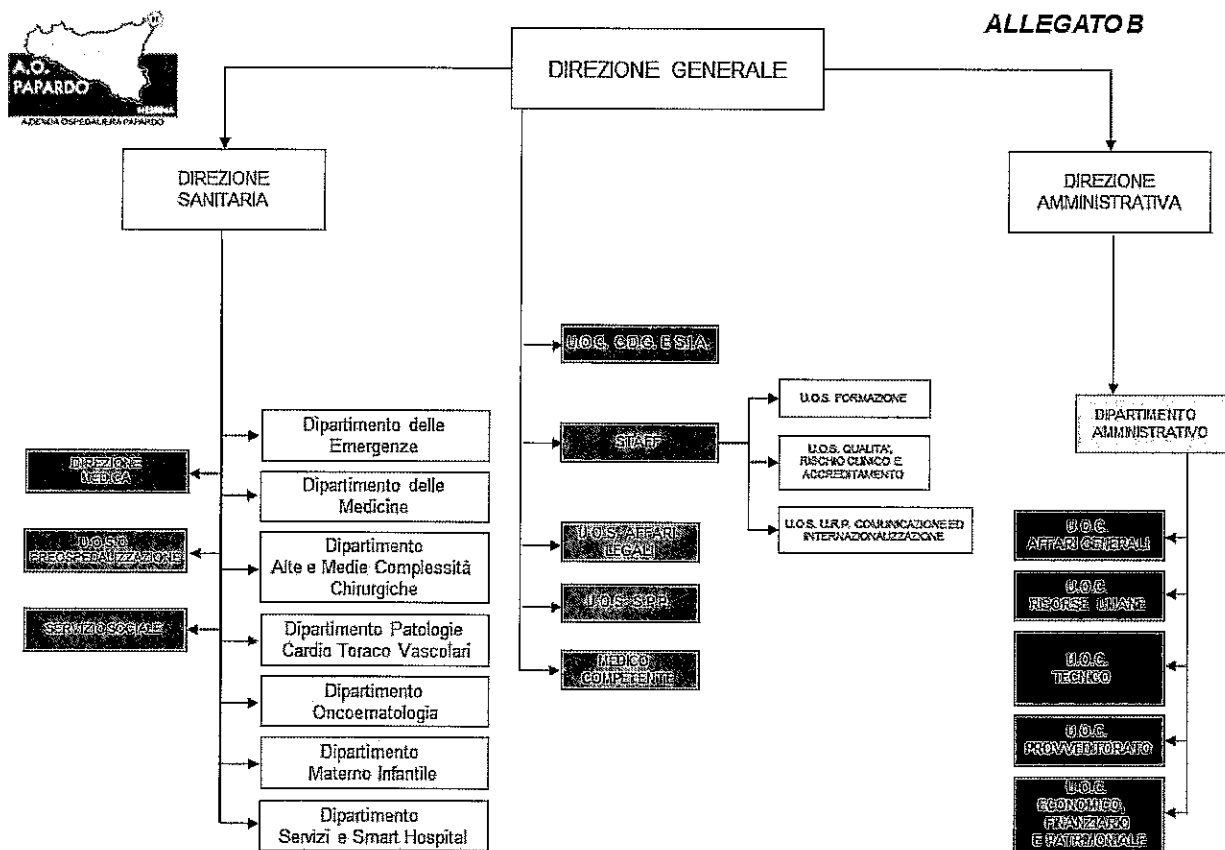 ALLEGATO B
A.O.
PAPARDO
MESSINA
AZIENDA OSPEDALIERA PAPARDO
DIREZIONE GENERALE
DIREZIONE
SANITARIA
DIREZIONE
AMMINISTRATIVA
DIREZIONE
MEDICA
U.O.S.D.
PREOSPEDALIZZAZIONE
SERVIZIO SOCIALE
Dipartimento delle
Emergenze
Dipartimento delle
Medicine
Dipartimento
Alte e Medie Complessità
Chirurgiche
Dipartimento Patologie
Cardio Toraco Vascolari
Dipartimento
Oncoematologia
Dipartimento
Materno Infantile
Dipartimento
Servizi e Smart Hospital
U.O.C. C.D.G. E S.I.A.
STAFF
U.O.S. FORMAZIONE
U.O.S. QUALITA',
RISCHIO CLINICO E
ACCREDITAMENTO
U.O.S. U.R.P. COMUNICAZIONE ED
INTERNAZIONALIZZAZIONE
U.O.S. AFFARI
LEGALI
U.O.S. S.P.P.
MEDICO
COMPETENTE
DIPARTIMENTO
AMMINISTRATIVO
U.O.C.
AFFARI GENERALI
U.O.C.
RISORSE UMANE
U.O.C.
TECNICO
U.O.C.
PROVVEDITORATO
U.O.C.
ECONOMICO,
FINANZIARIO
E PATRIMONIALE